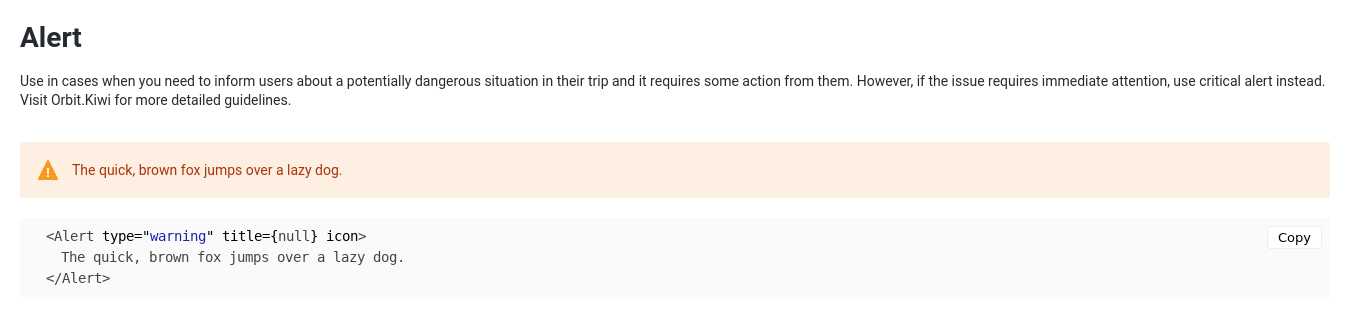 Alert
Use in cases when you need to inform users about a potentially dangerous situation in their trip and it requires some action from them. However, if the issue requires immediate attention, use critical alert instead.
Visit Orbit.Kiwi for more detailed guidelines.
The quick, brown fox jumps over a lazy dog.
<Alert type="warning" title={null} icon>
Copy
The quick, brown fox jumps over a lazy dog.
</Alert>